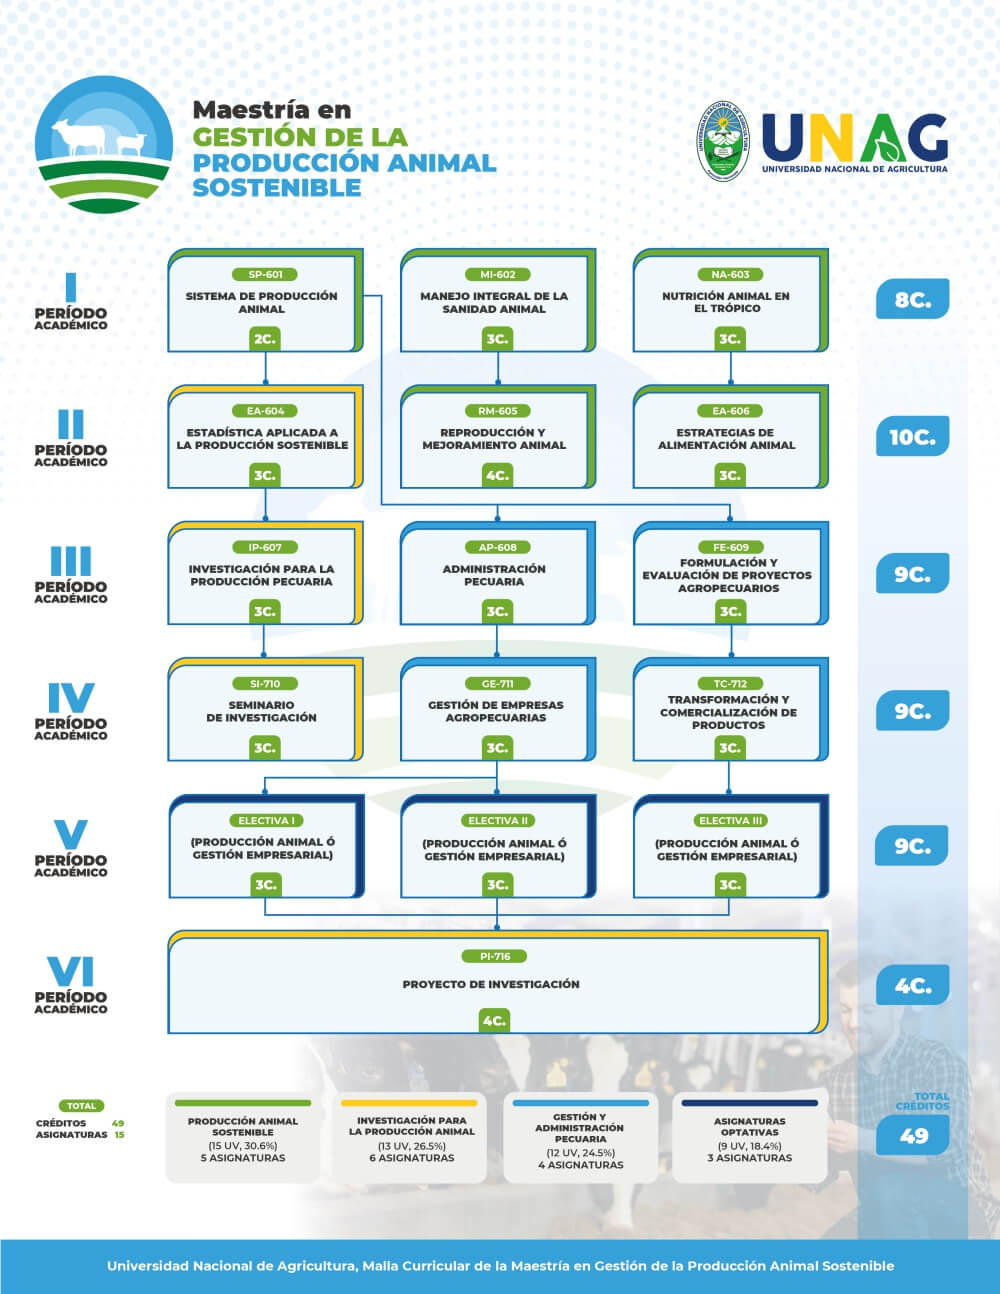 Maestría en
GESTIÓN DE LA
PRODUCCIÓN ANIMAL
SOSTENIBLE
UNAG
UNIVERSIDAD NACIONAL DE AGRICULTURA
UNIVERSIDAD NACIONAL DE AGRICULTURA
I
PERÍODO
ACADÉMICO
SP-601
SISTEMA DE PRODUCCIÓN
ANIMAL
2C.
MI-602
MANEJO INTEGRAL DE LA
SANIDAD ANIMAL
3C.
NA-603
NUTRICIÓN ANIMAL EN
EL TRÓPICO
3C.
8C.
II
PERÍODO
ACADÉMICO
EA-604
ESTADÍSTICA APLICADA A
LA PRODUCCIÓN SOSTENIBLE
3C.
RM-605
REPRODUCCIÓN Y
MEJORAMIENTO ANIMAL
4C.
EA-606
ESTRATEGIAS DE
ALIMENTACIÓN ANIMAL
3C.
10C.
III
PERÍODO
ACADÉMICO
IP-607
INVESTIGACIÓN PARA LA
PRODUCCIÓN PECUARIA
3C.
AP-608
ADMINISTRACIÓN
PECUARIA
3C.
FE-609
FORMULACIÓN Y
EVALUACIÓN DE PROYECTOS
AGROPECUARIOS
3C.
9C.
IV
PERÍODO
ACADÉMICO
SI-710
SEMINARIO
DE INVESTIGACIÓN
3C.
GE-711
GESTIÓN DE EMPRESAS
AGROPECUARIAS
3C.
TC-712
TRANSFORMACIÓN Y
COMERCIALIZACIÓN DE
PRODUCTOS
3C.
9C.
V
PERÍODO
ACADÉMICO
ELECTIVA I
(PRODUCCIÓN ANIMAL Ó
GESTIÓN EMPRESARIAL)
3C.
ELECTIVA II
(PRODUCCIÓN ANIMAL Ó
GESTIÓN EMPRESARIAL)
3C.
ELECTIVA III
(PRODUCCIÓN ANIMAL Ó
GESTIÓN EMPRESARIAL)
3C.
9C.
VI
PERÍODO
ACADÉMICO
PI-716
PROYECTO DE INVESTIGACIÓN
4C.
4C.
TOTAL
CRÉDITOS 49
ASIGNATURAS 15
PRODUCCIÓN ANIMAL
SOSTENIBLE
(15 UV, 30.6%)
5 ASIGNATURAS
INVESTIGACIÓN PARA
LA PRODUCCIÓN ANIMAL
(13 UV, 26.5%)
6 ASIGNATURAS
GESTIÓN Y
ADMINISTRACIÓN
PECUARIA
(12 UV, 24.5%)
4 ASIGNATURAS
ASIGNATURAS
OPTATIVAS
(9 UV, 18.4%)
3 ASIGNATURAS
TOTAL
CRÉDITOS
49
Universidad Nacional de Agricultura, Malla Curricular de la Maestría en Gestión de la Producción Animal Sostenible